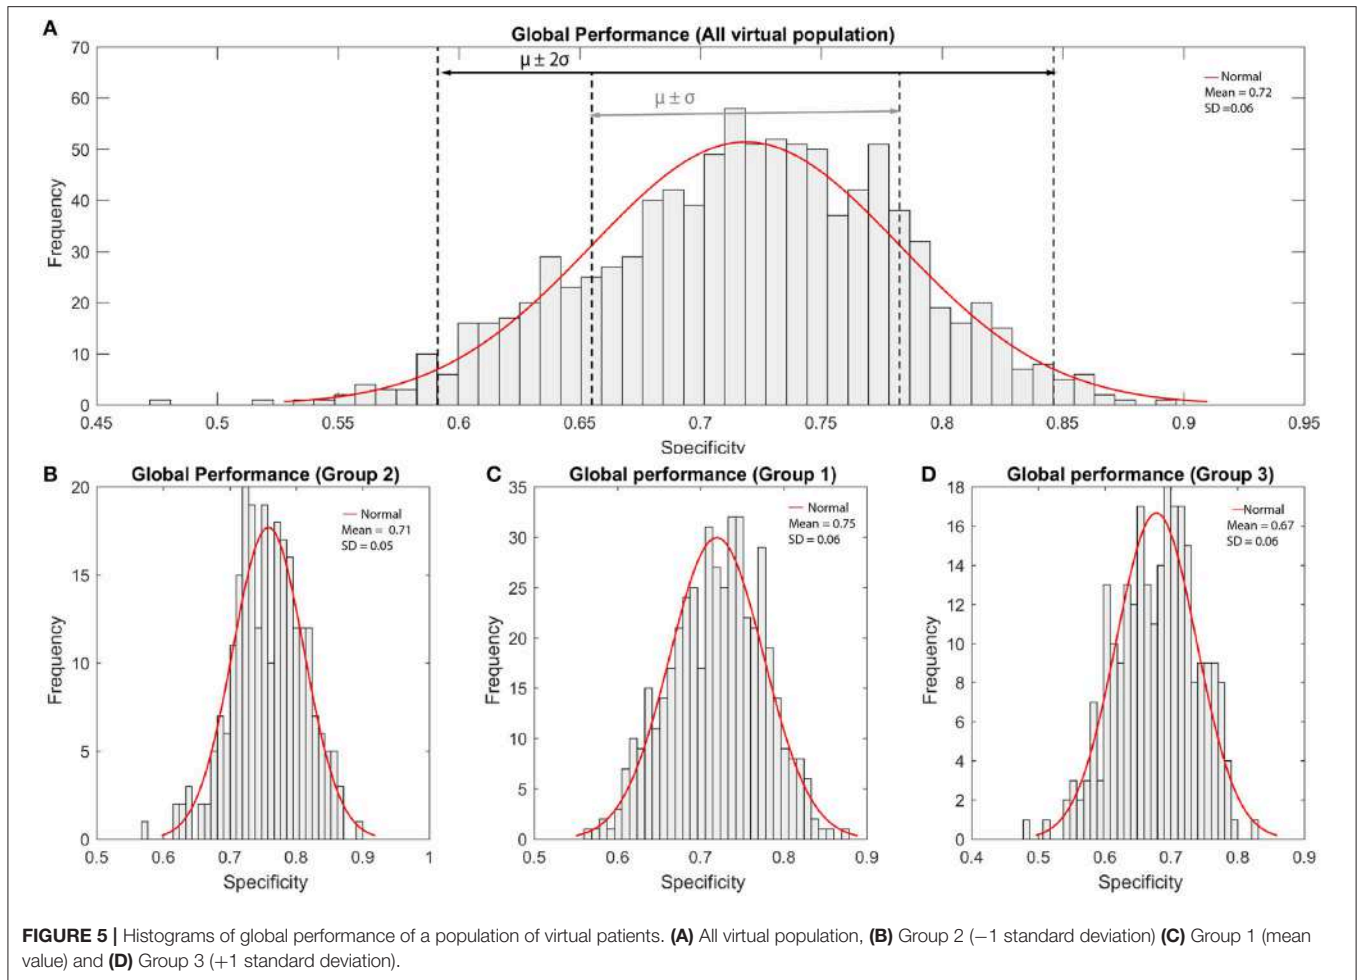 A
Global Performance (All virtual population)
70
60
50
40
30
20
10
0
Frequency
μ ± 2σ
μ ± σ
Normal
Mean = 0.72
SD =0.06
0.45 0.5 0.55 0.6 0.65 0.7 0.75 0.8 0.85 0.9 0.95
Specificity
B
Global Performance (Group 2)
20
15
10
5
0
Frequency
Normal
Mean = 0.71
SD = 0.05
0.5 0.6 0.7 0.8 0.9 1
Specificity
C
Global performance (Group 1)
35
30
25
20
15
10
5
0
Frequency
Normal
Mean = 0.75
SD = 0.06
0.5 0.6 0.7 0.8 0.9
Specificity
D
Global performance (Group 3)
18
16
14
12
10
8
6
4
2
0
Frequency
Normal
Mean = 0.67
SD = 0.06
0.4 0.5 0.6 0.7 0.8 0.9
Specificity
FIGURE 5 | Histograms of global performance of a population of virtual patients. (A) All virtual population, (B) Group 2 (−1 standard deviation) (C) Group 1 (mean
value) and (D) Group 3 (+1 standard deviation).